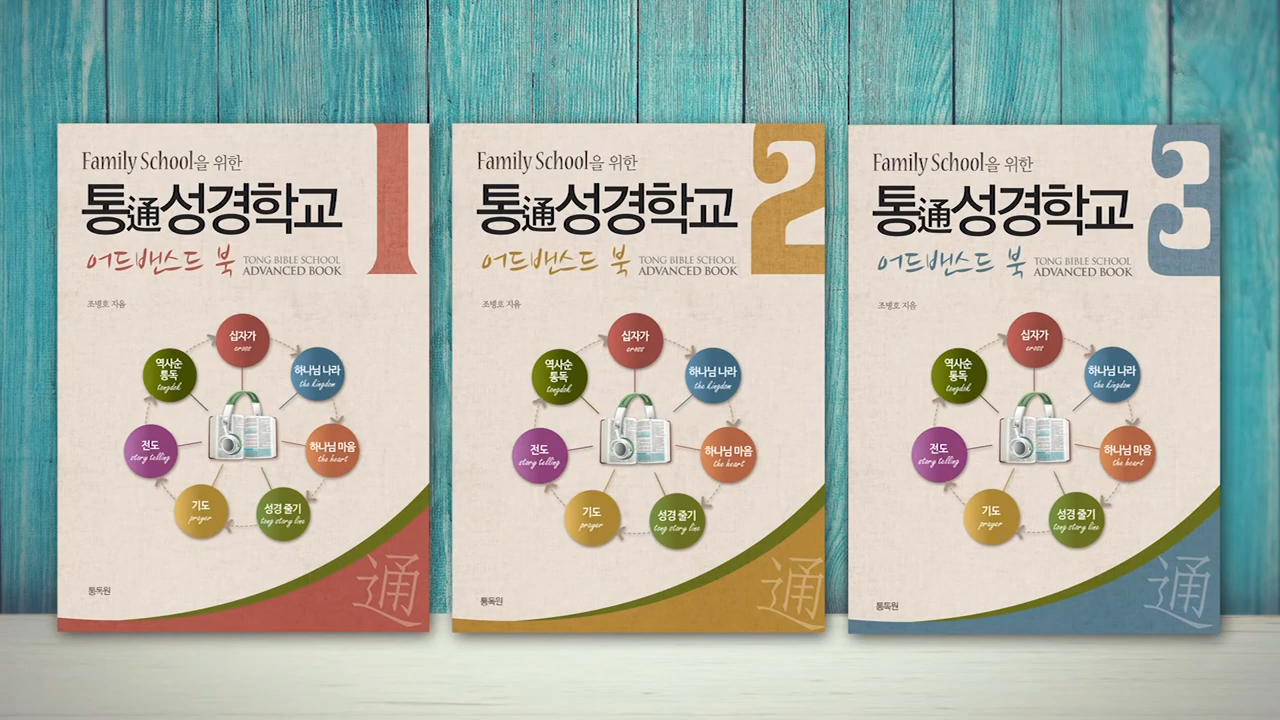 Family School을 위한
1
통通성경학교
어드밴스드 북
TONG BIBLE SCHOOL
ADVANCED BOOK
조병호 지음
십자가
cross
하나님 나라
the kingdom
하나님 마음
the heart
성경 줄기
tong story line
기도
prayer
전도
story telling
역사순
통독
tongdok
통독원
通
Family School을 위한
2
통通성경학교
어드밴스드 북
TONG BIBLE SCHOOL
ADVANCED BOOK
조병호 지음
십자가
cross
하나님 나라
the kingdom
하나님 마음
the heart
성경 줄기
tong story line
기도
prayer
전도
story telling
역사순
통독
tongdok
통독원
通
Family School을 위한
3
통通성경학교
어드밴스드 북
TONG BIBLE SCHOOL
ADVANCED BOOK
조병호 지음
십자가
cross
하나님 나라
the kingdom
하나님 마음
the heart
성경 줄기
tong story line
기도
prayer
전도
story telling
역사순
통독
tongdok
통독원
通